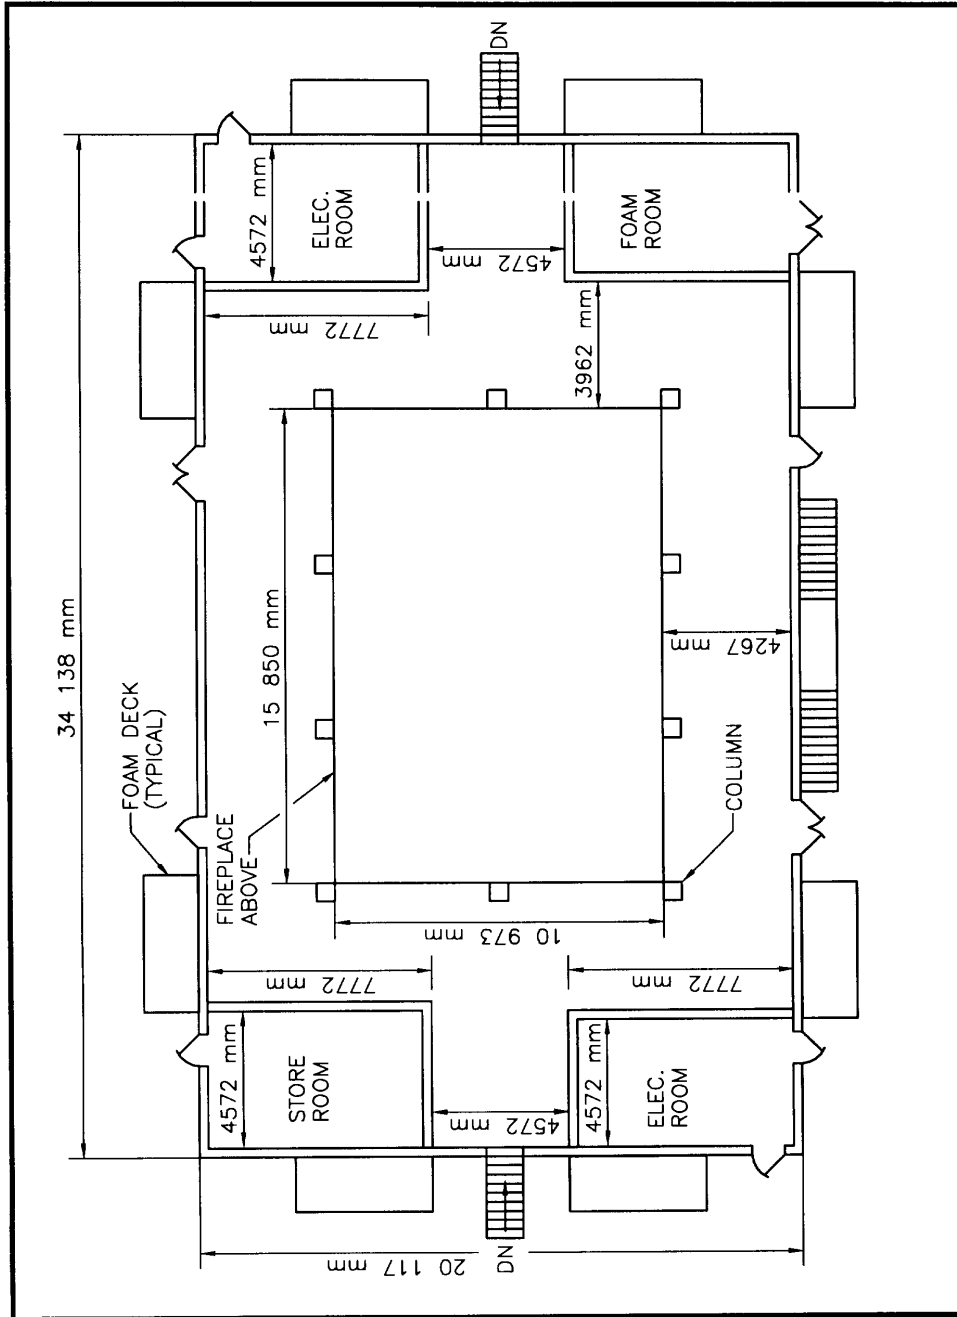 DN
34 138 mm
4572 mm
ELEC.
ROOM
4572 mm
FOAM
ROOM
7772 mm
3962 mm
15 850 mm
4267 mm
FOAM DECK
(TYPICAL)
FIREPLACE
ABOVE
COLUMN
10 973 mm
7772 mm
7772 mm
4572 mm
STORE
ROOM
4572 mm
4572 mm
ELEC.
ROOM
20 117 mm
DN